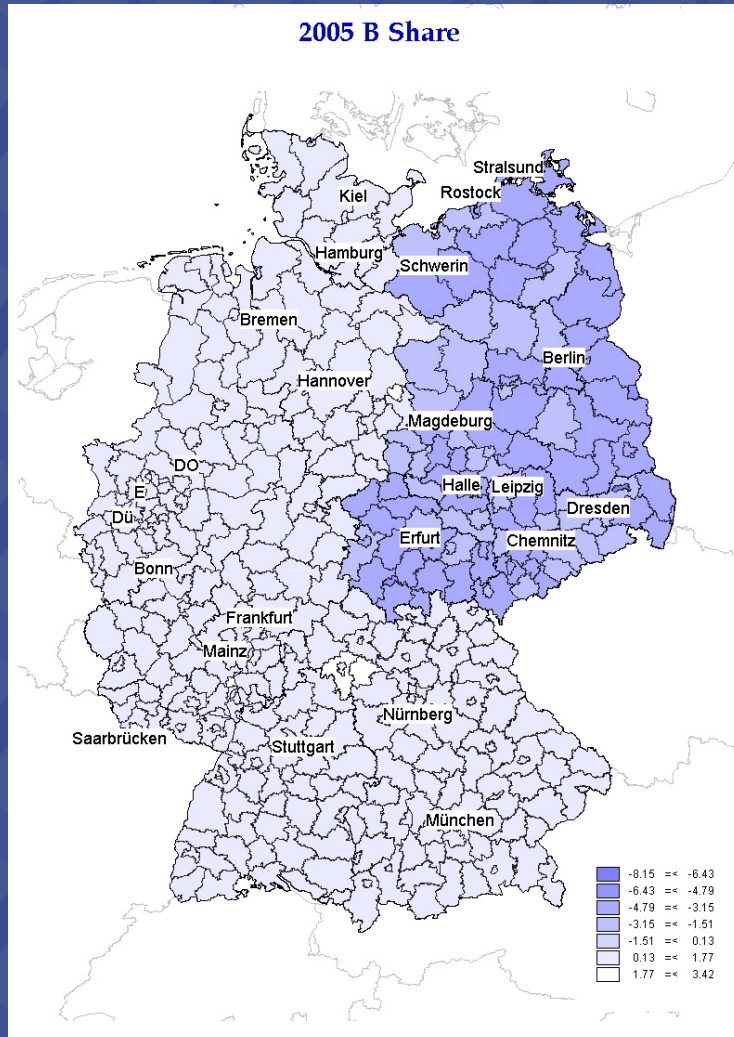 2005 B Share
Stralsund
Rostock
Kiel
Hamburg
Schwerin
Bremen
Berlin
Hannover
Magdeburg
DO
Halle
Leipzig
E
Dresden
Dü
Erfurt
Chemnitz
Bonn
Frankfurt
Mainz
Nürnberg
Saarbrücken
Stuttgart
München
-8.15 =< -6.43
-6.43 =< -4.79
-4.79 =< -3.15
-3.15 =< -1.51
-1.51 =< 0.13
0.13 =< 1.77
1.77 =< 3.42